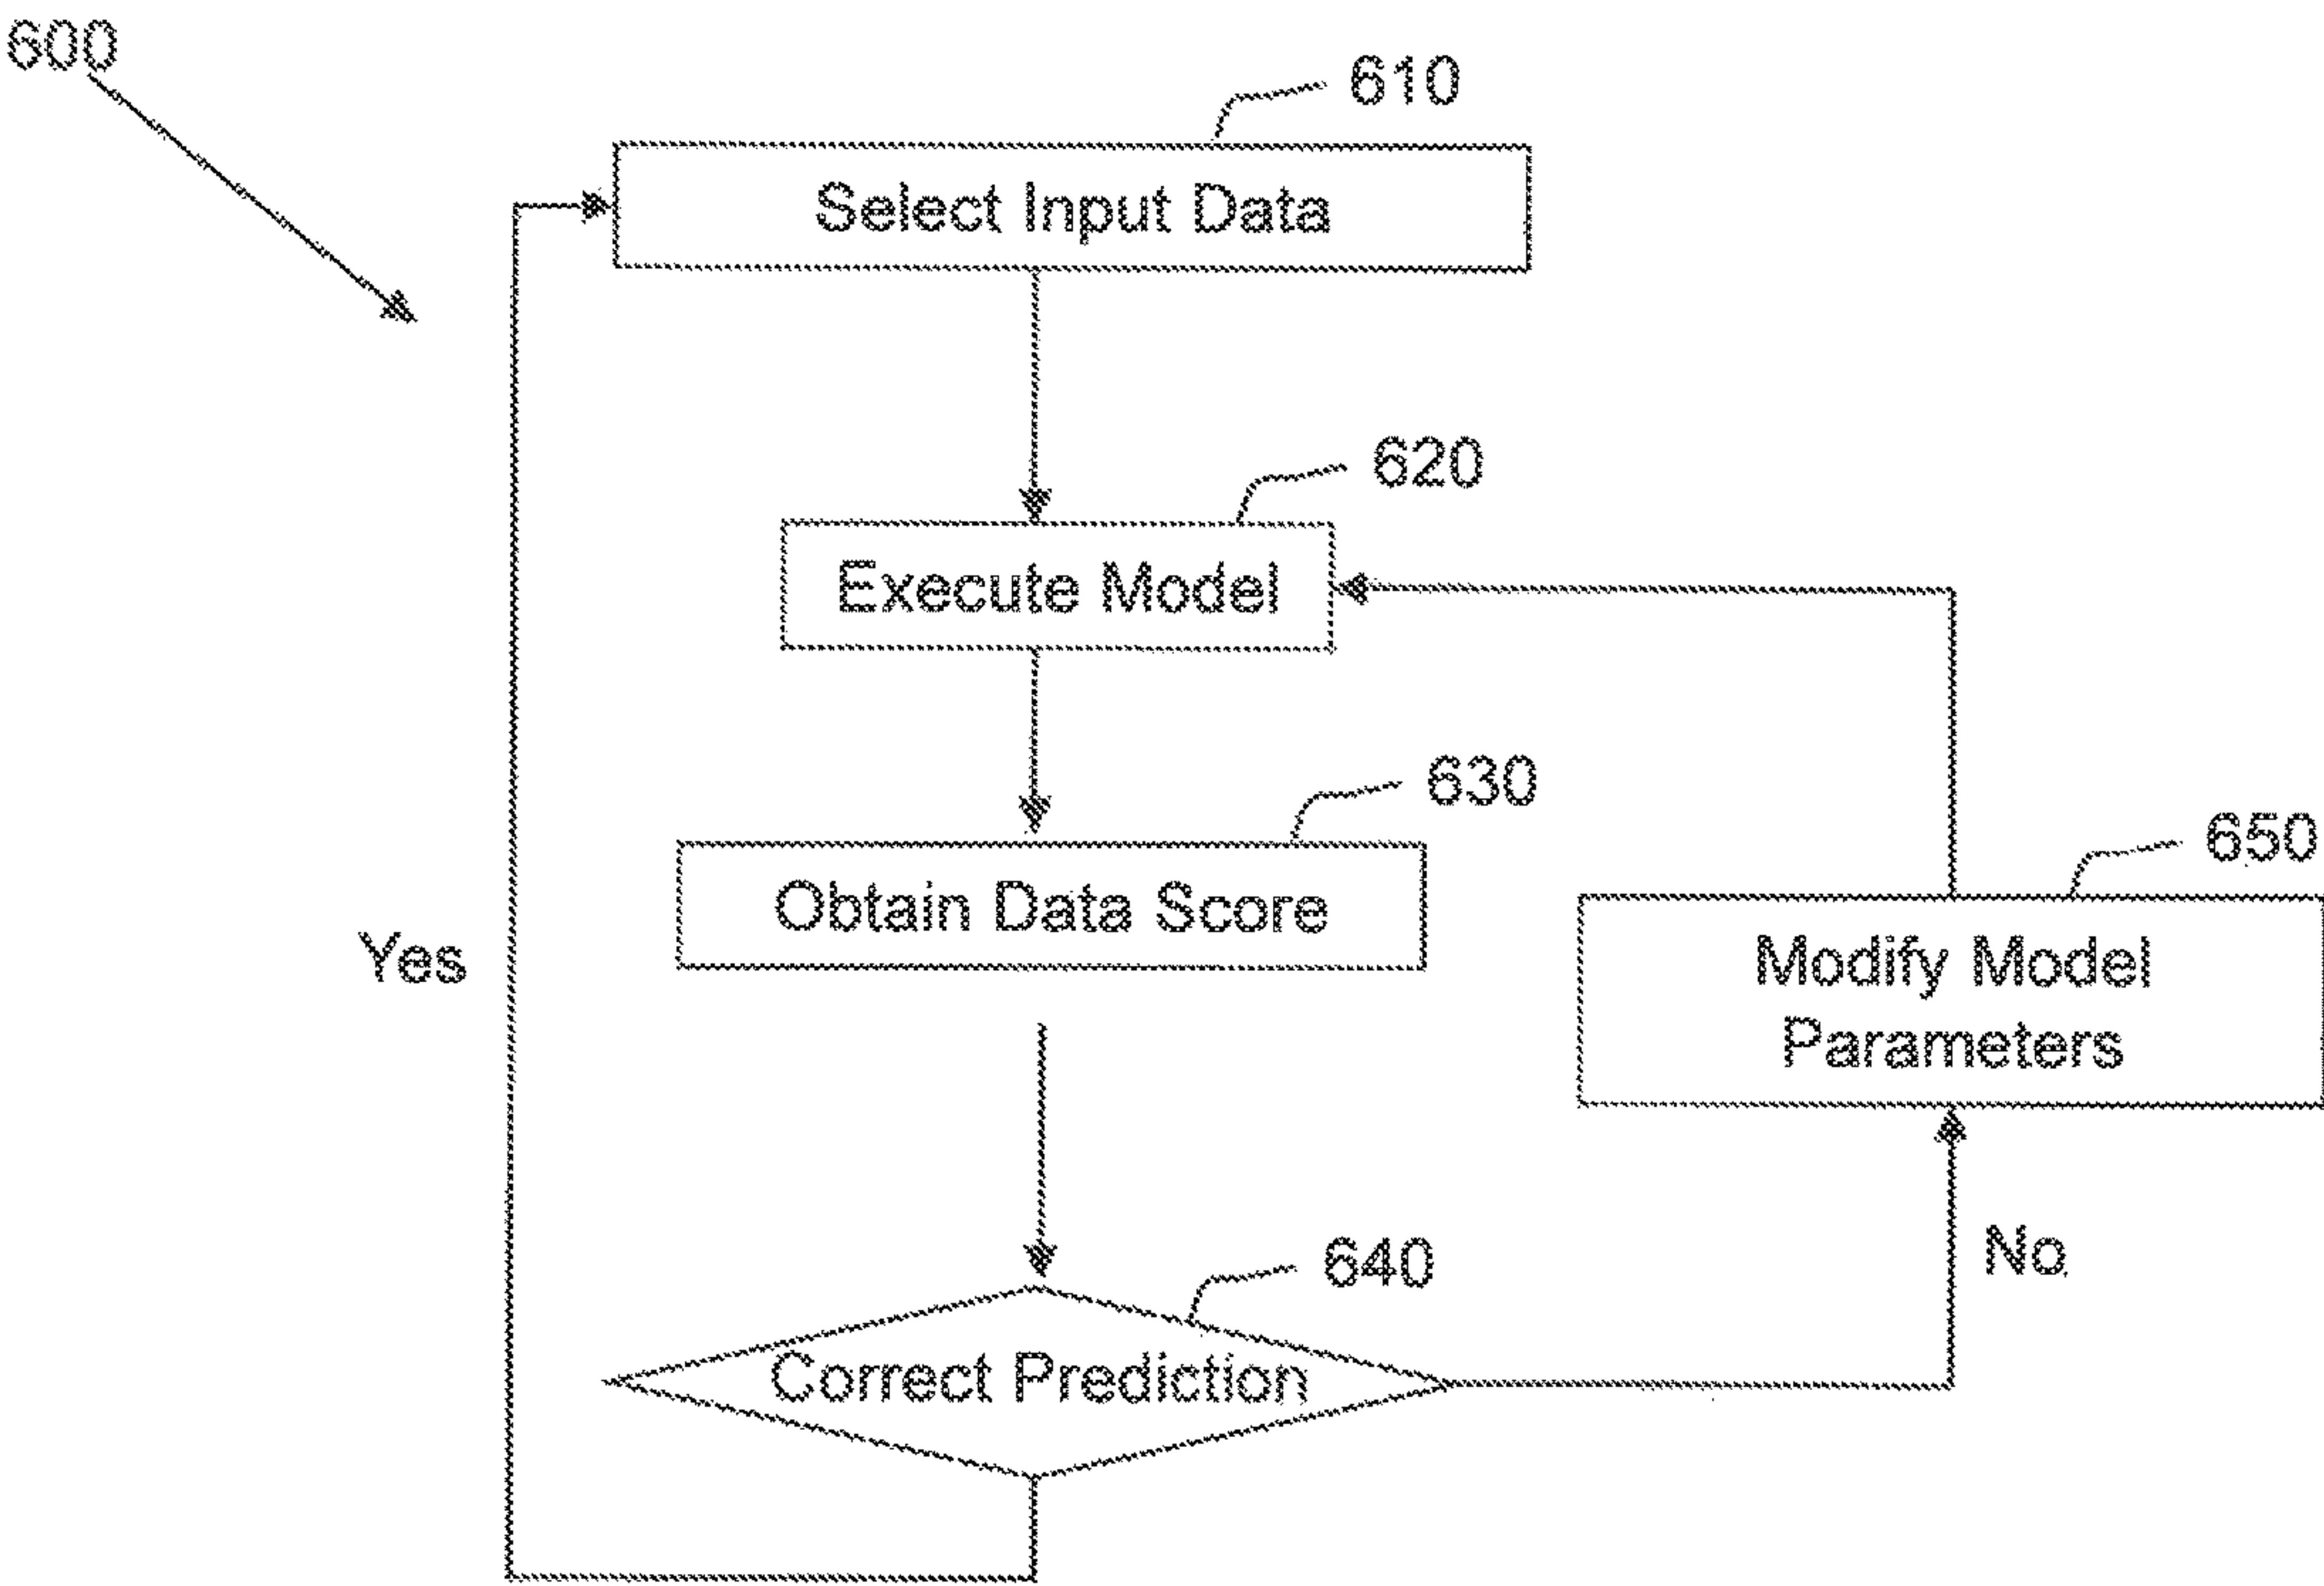 600
610
Select Input Data
620
Execute Model
630
Obtain Data Score
650
Modify Model
Parameters
Yes
No
640
Correct Prediction